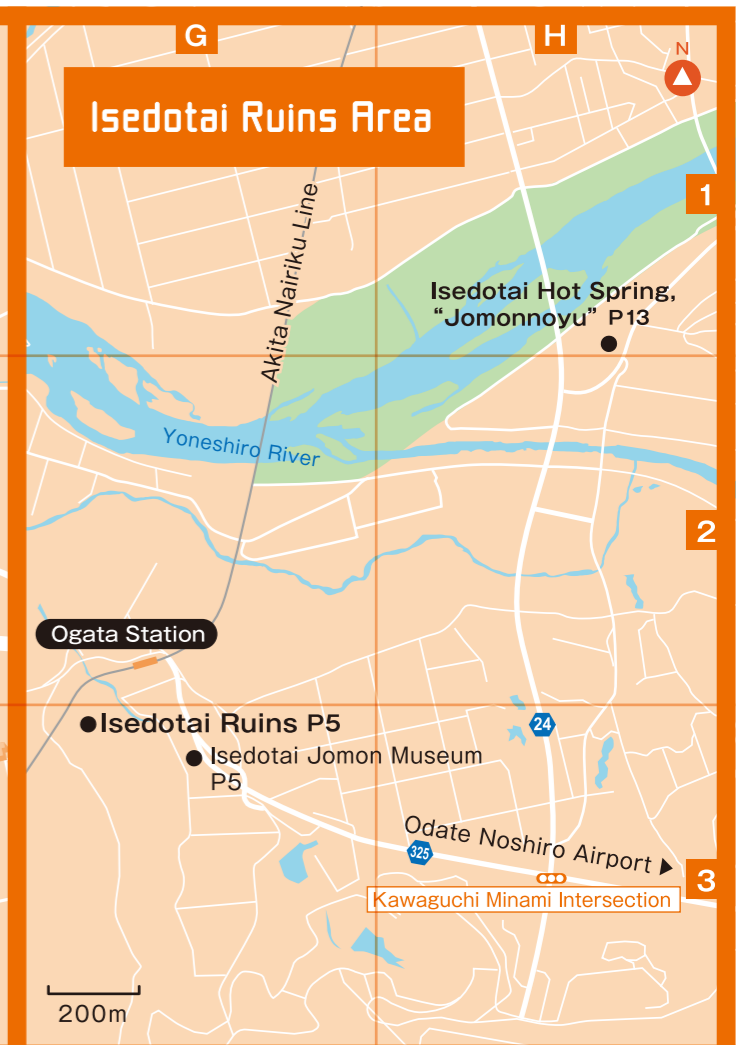 G
H
N
Isedotai Ruins Area
1
Akita Nairiku Line
Isedotai Hot Spring,
“Jomonnoyu” P13
Yoneshiro River
2
Ogata Station
Isedotai Ruins P5
24
Isedotai Jomon Museum
P5
Odate Noshiro Airport ▶
325
3
Kawaguchi Minami Intersection
200m